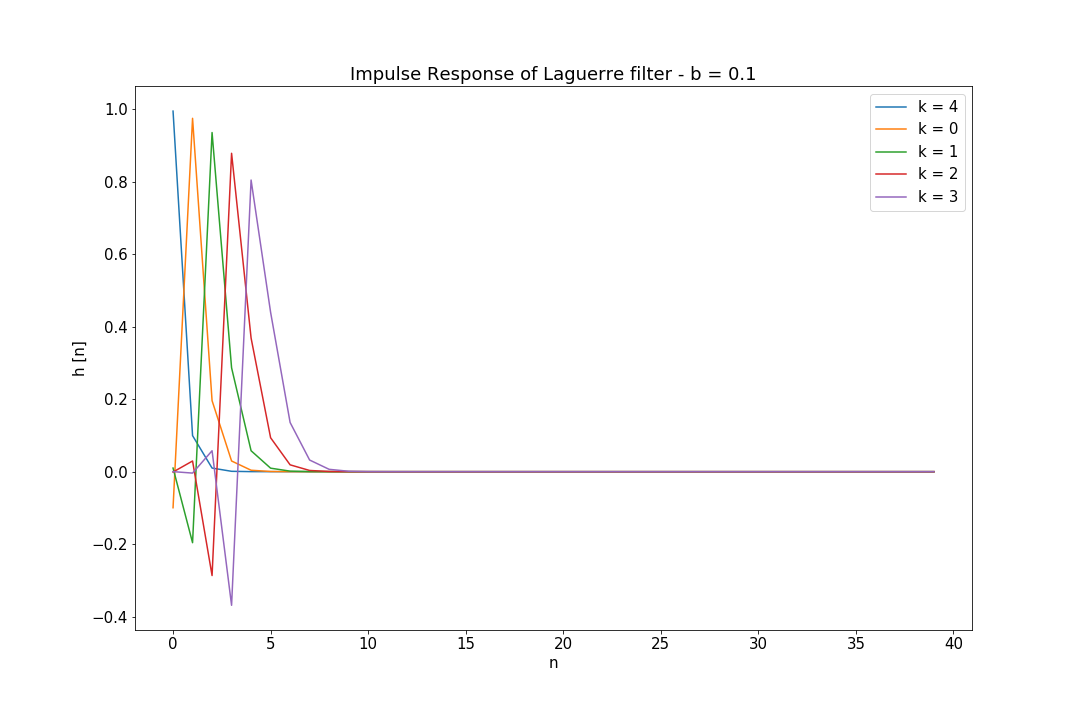 Impulse Response of Laguerre filter - b = 0.1
k = 4
k = 0
k = 1
k = 2
k = 3
h [n]
1.0
0.8
0.6
0.4
0.2
0.0
−0.2
−0.4
0 5 10 15 20 25 30 35 40
n